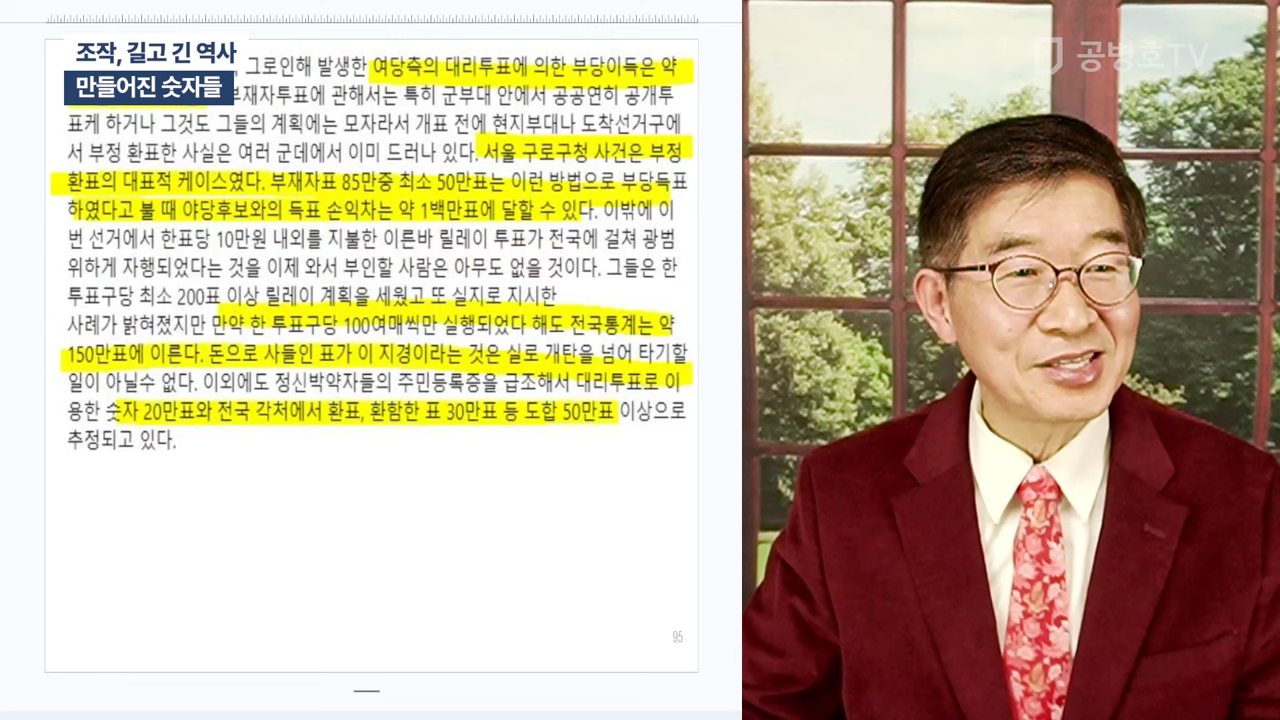 조작, 길고 긴 역사
만들어진 숫자들
공병호TV
그로인해 발생한 여당측의 대리투표에 의한 부당이득은 약
부재자투표에 관해서는 특히 군부대 안에서 공공연히 공개투
표케 하거나 그것도 그들의 계획에는 모자라서 개표 전에 현지부대나 도착선거구에
서 부정 환표한 사실은 여러 군데에서 이미 드러나 있다. 서울 구로구청 사건은 부정
환표의 대표적 케이스였다. 부재자표 85만중 최소 50만표는 이런 방법으로 부당득표
하였다고 불 때 야당후보와의 득표 손익차는 약 1백만표에 달할 수 있다. 이밖에 이
번 선거에서 한표당 10만원 내외를 지불한 이른바 릴레이 투표가 전국에 걸쳐 광범
위하게 자행되었다는 것을 이제 와서 부인할 사람은 아무도 없을 것이다. 그들은 한
투표구당 최소 200표 이상 릴레이 계획을 세웠고 또 실지로 지시한
사례가 밝혀졌지만 만약 한 투표구당 100여매씩만 실행되었다 해도 전국통계는 약
150만표에 이른다. 돈으로 사들인 표가 이 지경이라는 것은 실로 개탄을 넘어 타기할
일이 아닐수 없다. 이외에도 정신박약자들의 주민등록증을 급조해서 대리투표로 이
용한 숫자 20만표와 전국 각처에서 환표, 환함한 표 30만표 등 도합 50만표 이상으로
추정되고 있다.
95